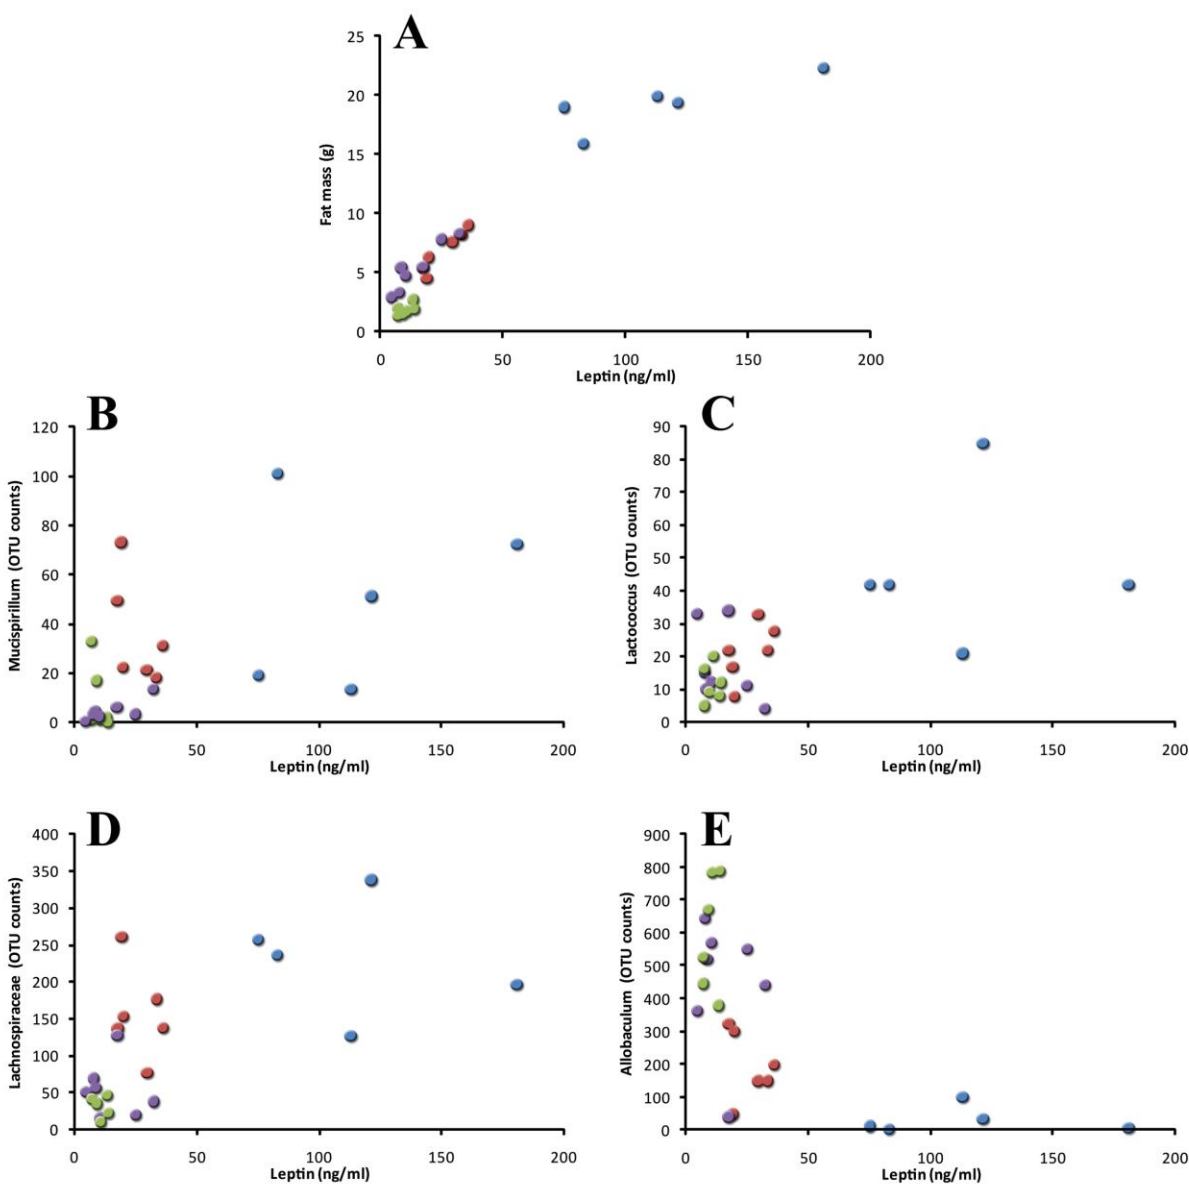 A
25
20
15
10
5
0
Fat mass (g)
0 50 100 150 200
Leptin (ng/ml)
B
120
100
80
60
40
20
0
Mucispirillum (OTU counts)
0 50 100 150 200
Leptin (ng/ml)
C
90
80
70
60
50
40
30
20
10
0
Lactococcus (OTU counts)
0 50 100 150 200
Leptin (ng/ml)
D
400
350
300
250
200
150
100
50
0
Lachnospiraceae (OTU counts)
0 50 100 150 200
Leptin (ng/ml)
E
900
800
700
600
500
400
300
200
100
0
Allobaculum (OTU counts)
0 50 100 150 200
Leptin (ng/ml)